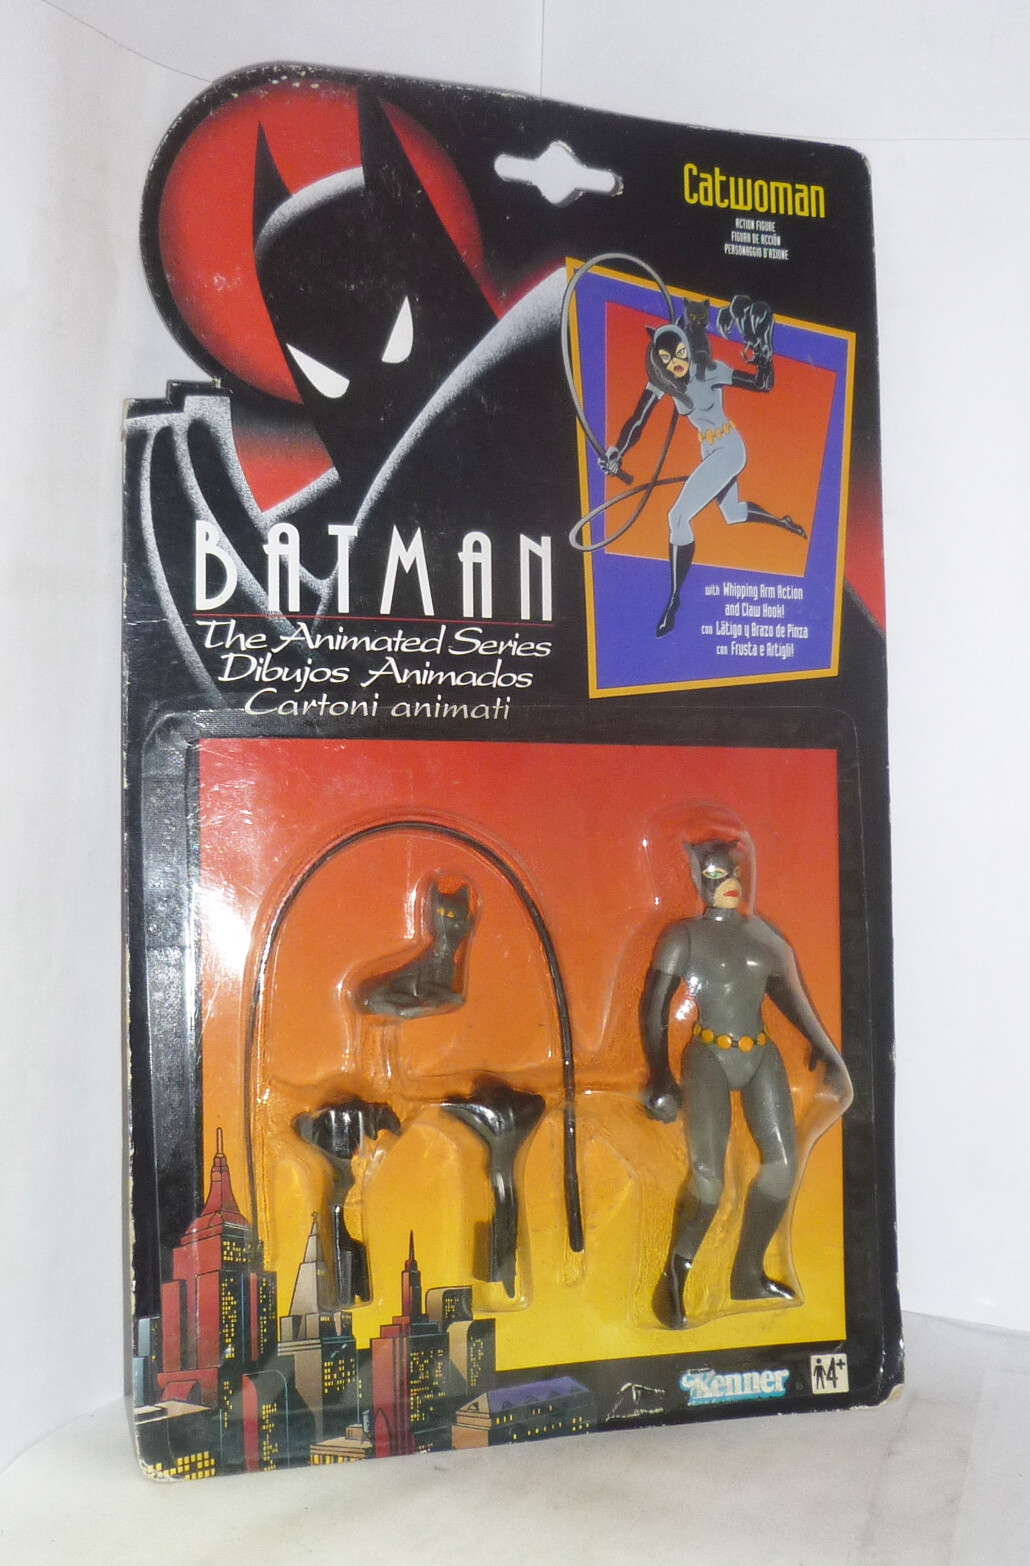 Catwoman
ACTION FIGURE
FIGURA DE ACCIÓN
PERSONAGGIO D'AZIONE
with Whipping Arm Action
and Claw Hook!
con Látigo y Brazo de Pinza
con Frusta e Artigli!
BATMAN
The Animated Series
Dibujos Animados
Cartoni animati
Kenner
4+